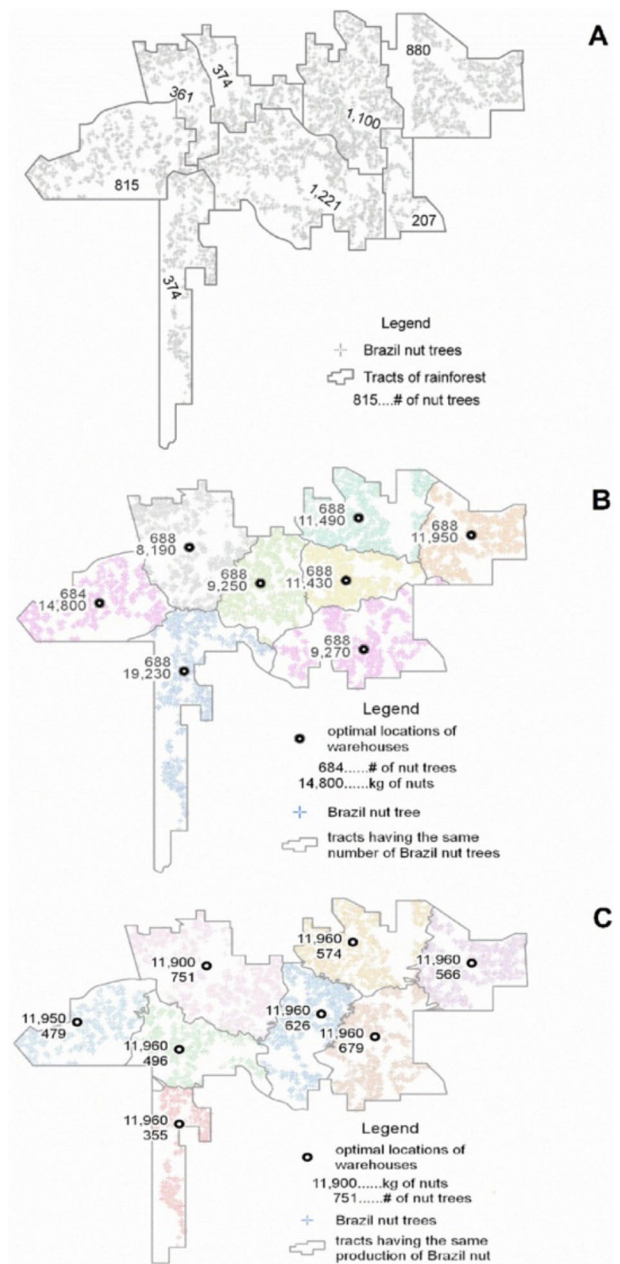 A
880
374
361
1,100
815
1,221
207
374
Legend
Brazil nut trees
Tracts of rainforest
815....# of nut trees
B
688
11,490
688
11,950
688
8,190
688
9,250
688
11,430
684
14,800
688
9,270
688
19,230
Legend
optimal locations of
warehouses
684......# of nut trees
14,800......kg of nuts
Brazil nut tree
tracts having the same
number of Brazil nut trees
C
11,960
574
11,900
751
11,960
566
11,950
479
11,960
626
11,960
679
11,960
496
11,960
355
Legend
optimal locations of
warehouses
11,900......kg of nuts
751......# of nut trees
Brazil nut trees
tracts having the same
production of Brazil nut